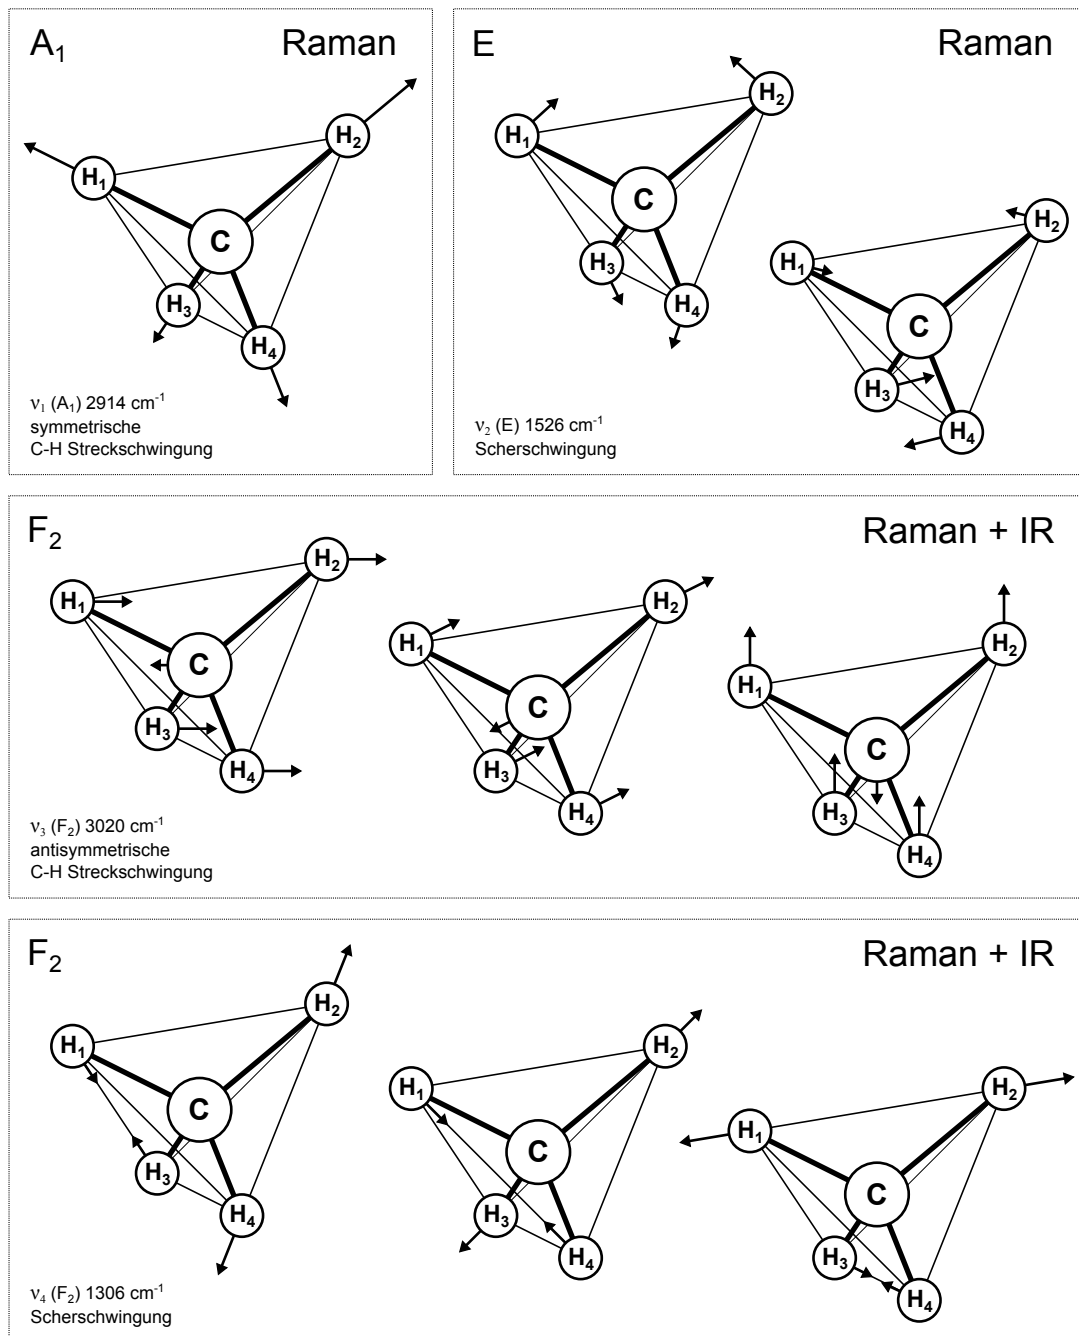 A₁ Raman
H₁
H₂
C
H₃
H₄
ν₁ (A₁) 2914 cm⁻¹
symmetrische
C-H Streckschwingung
E Raman
H₁
H₂
C
H₃
H₄
H₁
H₂
C
H₃
H₄
ν₂ (E) 1526 cm⁻¹
Scherschwingung
F₂ Raman + IR
H₁
H₂
C
H₃
H₄
H₁
H₂
C
H₃
H₄
H₁
H₂
C
H₃
H₄
ν₃ (F₂) 3020 cm⁻¹
antisymmetrische
C-H Streckschwingung
F₂ Raman + IR
H₁
H₂
C
H₃
H₄
H₁
H₂
C
H₃
H₄
H₁
H₂
C
H₃
H₄
ν₄ (F₂) 1306 cm⁻¹
Scherschwingung